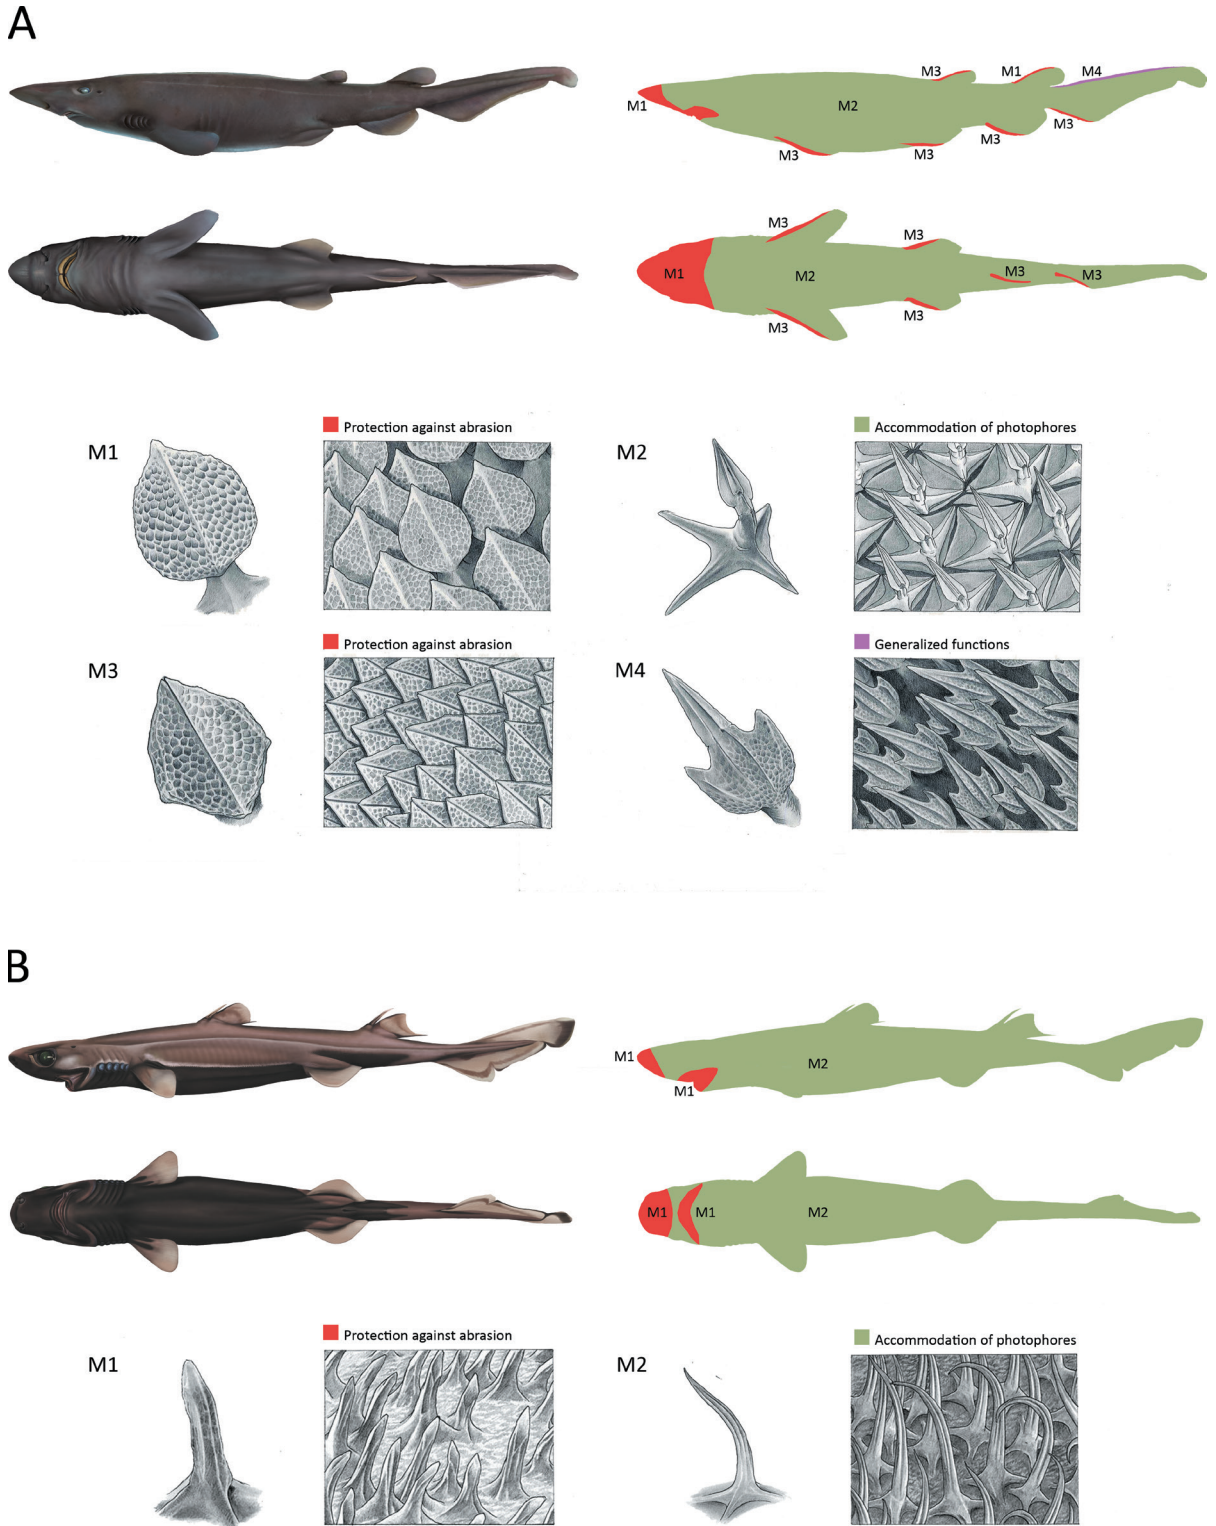 A
M3
M1
M4
M1
M2
M3
M3
M3
M3
M3
M3
M1
M2
M3
M3
M3
M3
M1
Protection against abrasion
M2
Accommodation of photophores
M3
Protection against abrasion
M4
Generalized functions
B
M1
M2
M1
M1
M1
M2
M1
Protection against abrasion
M2
Accommodation of photophores